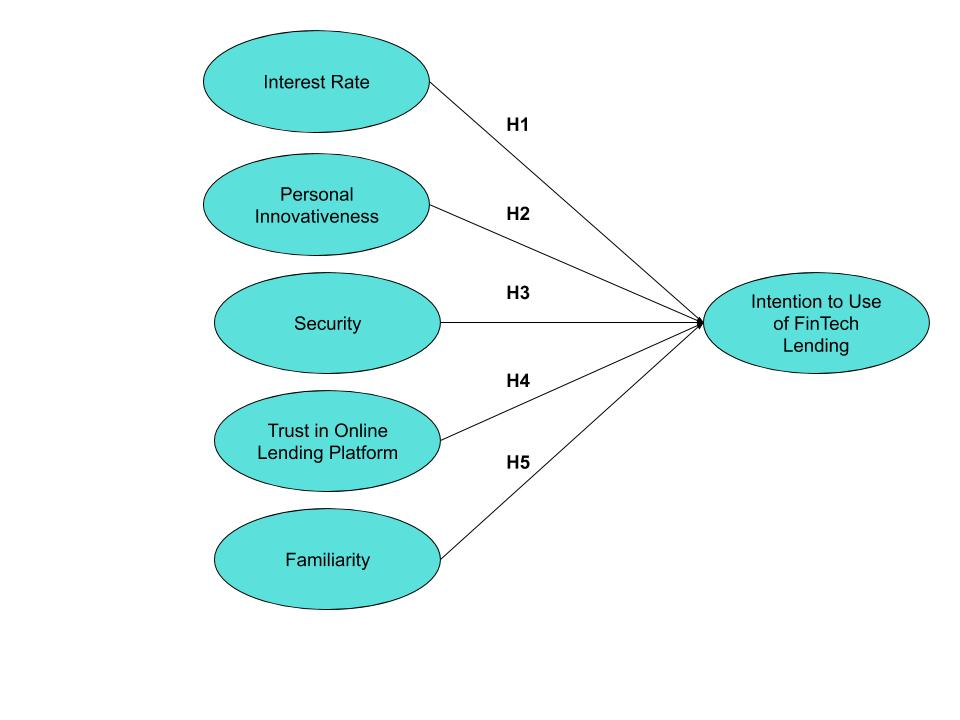 Interest Rate
H1
Personal
Innovativeness
H2
Security
H3
Trust in Online
Lending Platform
H4
Familiarity
H5
Intention to Use
of FinTech
Lending